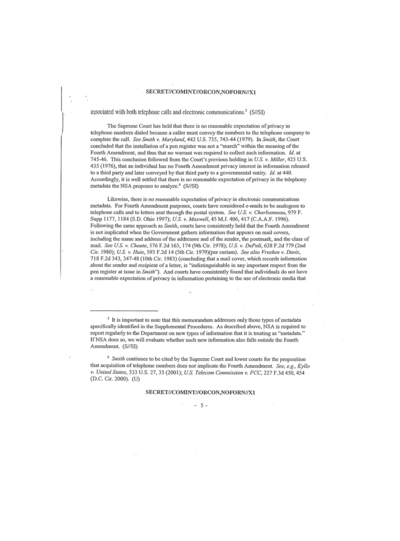 SECRET//COMINT//ORCON,NOFORN//X1
associated with both telephone calls and electronic communications.⁵ (S//SI)
The Supreme Court has held that there is no reasonable expectation of privacy in
telephone numbers dialed because a caller must convey the numbers to the telephone company to
complete the call. See Smith v. Maryland, 442 U.S. 735, 743-44 (1979). In Smith, the Court
concluded that the installation of a pen register was not a "search" within the meaning of the
Fourth Amendment, and thus that no warrant was required to collect such information. Id. at
745-46. This conclusion followed from the Court's previous holding in U.S. v. Miller, 425 U.S.
435 (1976), that an individual has no Fourth Amendment privacy interest in information released
to a third party and later conveyed by that third party to a governmental entity. Id. at 440.
Accordingly, it is well settled that there is no reasonable expectation of privacy in the telephony
metadata the NSA proposes to analyze.⁶ (S//SI)
Likewise, there is no reasonable expectation of privacy in electronic communications
metadata. For Fourth Amendment purposes, courts have considered e-mails to be analogous to
telephone calls and to letters sent through the postal system. See U.S. v. Charbonneau, 979 F.
Supp 1177, 1184 (S.D. Ohio 1997); U.S. v. Maxwell, 45 M.J. 406, 417 (C.A.A.F. 1996).
Following the same approach as Smith, courts have consistently held that the Fourth Amendment
is not implicated when the Government gathers information that appears on mail covers,
including the name and address of the addressee and of the sender, the postmark, and the class of
mail. See U.S. v. Choate, 576 F.2d 165, 174 (9th Cir. 1978); U.S. v. DePoli, 628 F.2d 779 (2nd
Cir. 1980); U.S. v. Huie, 593 F.2d 14 (5th Cir. 1979)(per curiam). See also Vreeken v. Davis,
718 F.2d 343, 347-48 (10th Cir. 1983) (concluding that a mail cover, which records information
about the sender and recipient of a letter, is "indistinguishable in any important respect from the
pen register at issue in Smith"). And courts have consistently found that individuals do not have
a reasonable expectation of privacy in information pertaining to the use of electronic media that
⁵ It is important to note that this memorandum addresses only those types of metadata
specifically identified in the Supplemental Procedures. As described above, NSA is required to
report regularly to the Department on new types of information that it is treating as "metadata."
If NSA does so, we will evaluate whether such new information also falls outside the Fourth
Amendment. (S//SI)
⁶ Smith continues to be cited by the Supreme Court and lower courts for the proposition
that acquisition of telephone numbers does not implicate the Fourth Amendment. See, e.g., Kyllo
v. United States, 533 U.S. 27, 33 (2001); U.S. Telecom Commission v. FCC, 227 F.3d 450, 454
(D.C. Cir. 2000). (U)
SECRET//COMINT//ORCON,NOFORN//X1
- 5 -